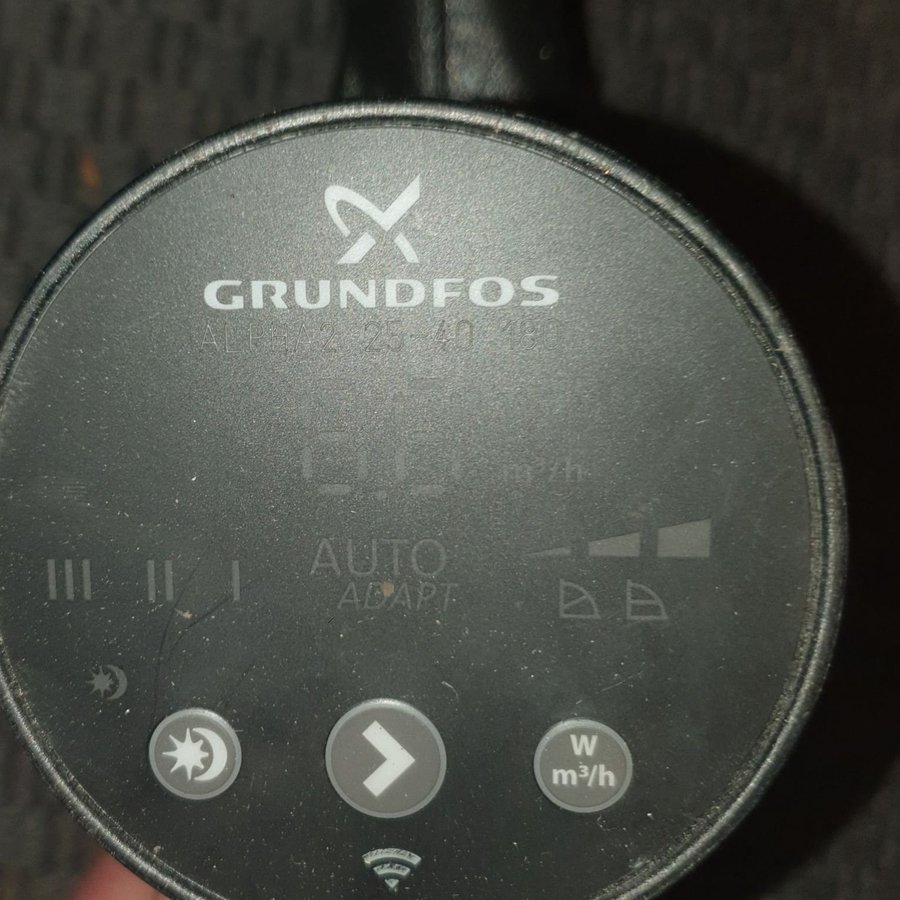 GRUNDFOS
ALPHA2 25-40 180
m³/h
AUTO
ADAPT
III II I
W
m³/h